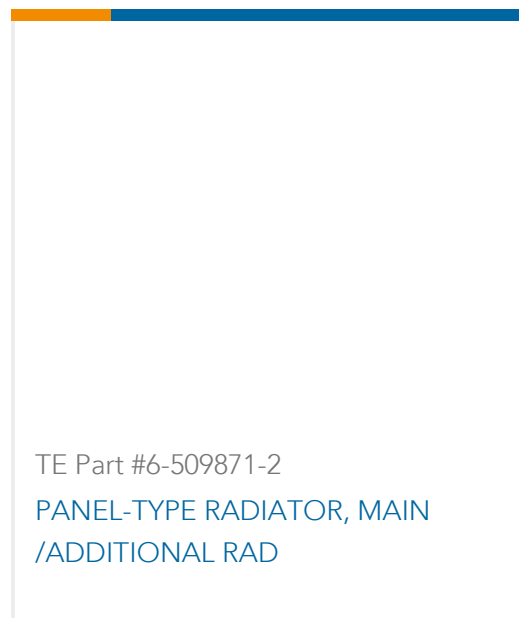 TE Part #6-509871-2
PANEL-TYPE RADIATOR, MAIN
/ADDITIONAL RAD